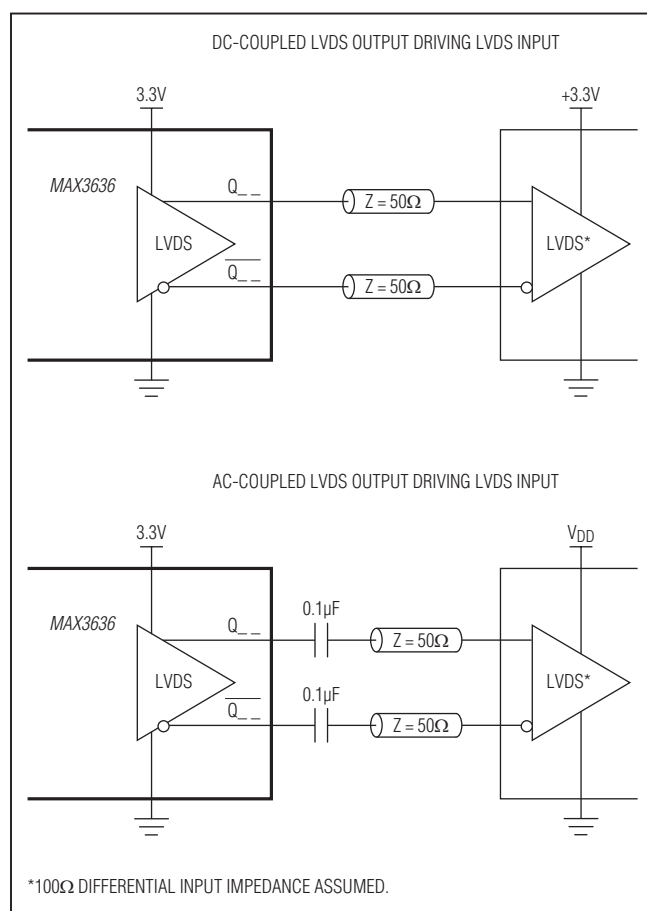 DC-COUPLED LVDS OUTPUT DRIVING LVDS INPUT
3.3V
+3.3V
MAX3636
Q_ _
Z = 50Ω
LVDS
LVDS*
Q_ _
Z = 50Ω
AC-COUPLED LVDS OUTPUT DRIVING LVDS INPUT
3.3V
VDD
MAX3636
0.1µF
Q_ _
Z = 50Ω
LVDS
LVDS*
0.1µF
Q_ _
Z = 50Ω
*100Ω DIFFERENTIAL INPUT IMPEDANCE ASSUMED.